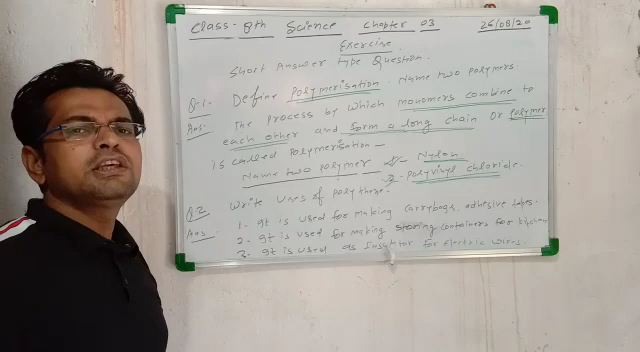 Class-8th Science Chapter 03 26/08/20
Exercise
Short Answer type Question.
Q.1. Define Polymerisation. Name two polymers
Ans: The process by which monomers combine to
each other and form a long chain or polymer
is called polymerisation-
Name two polymer 1- Nylon
2- polyvinyl chloride.
Q.2 Write uses of polythene.
Ans 1. It is used for making carrybags, adhesive tapes.
2. It is used for making containers for kitchen
3. It is used as Insulator for Electric wires.